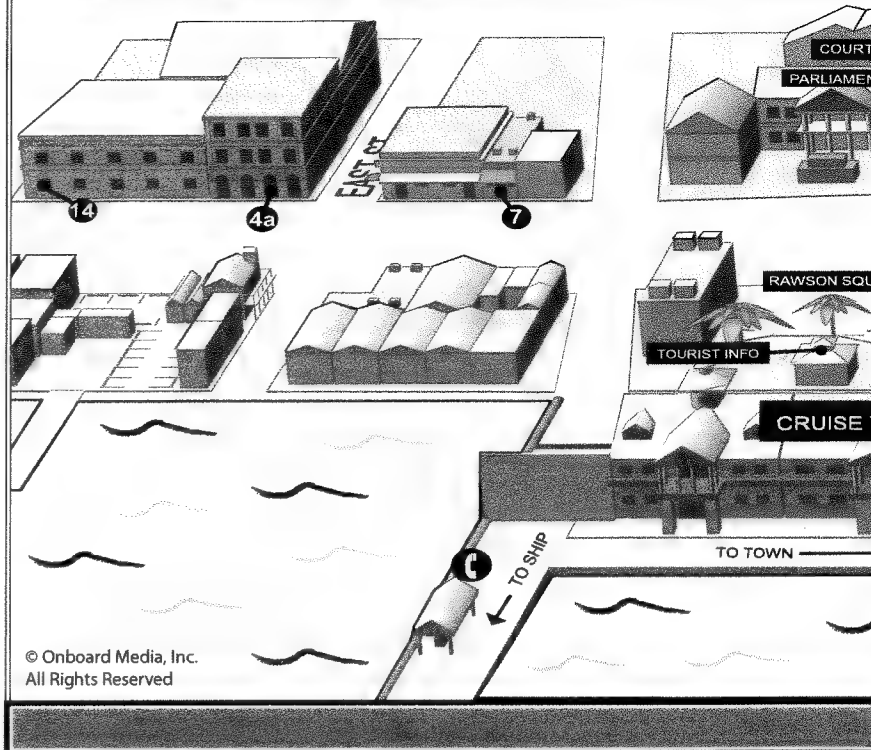 COURT
PARLIAMEN
EAST ST
14
4a
7
RAWSON SQU
TOURIST INFO
CRUISE
TO SHIP
TO TOWN
© Onboard Media, Inc.
All Rights Reserved